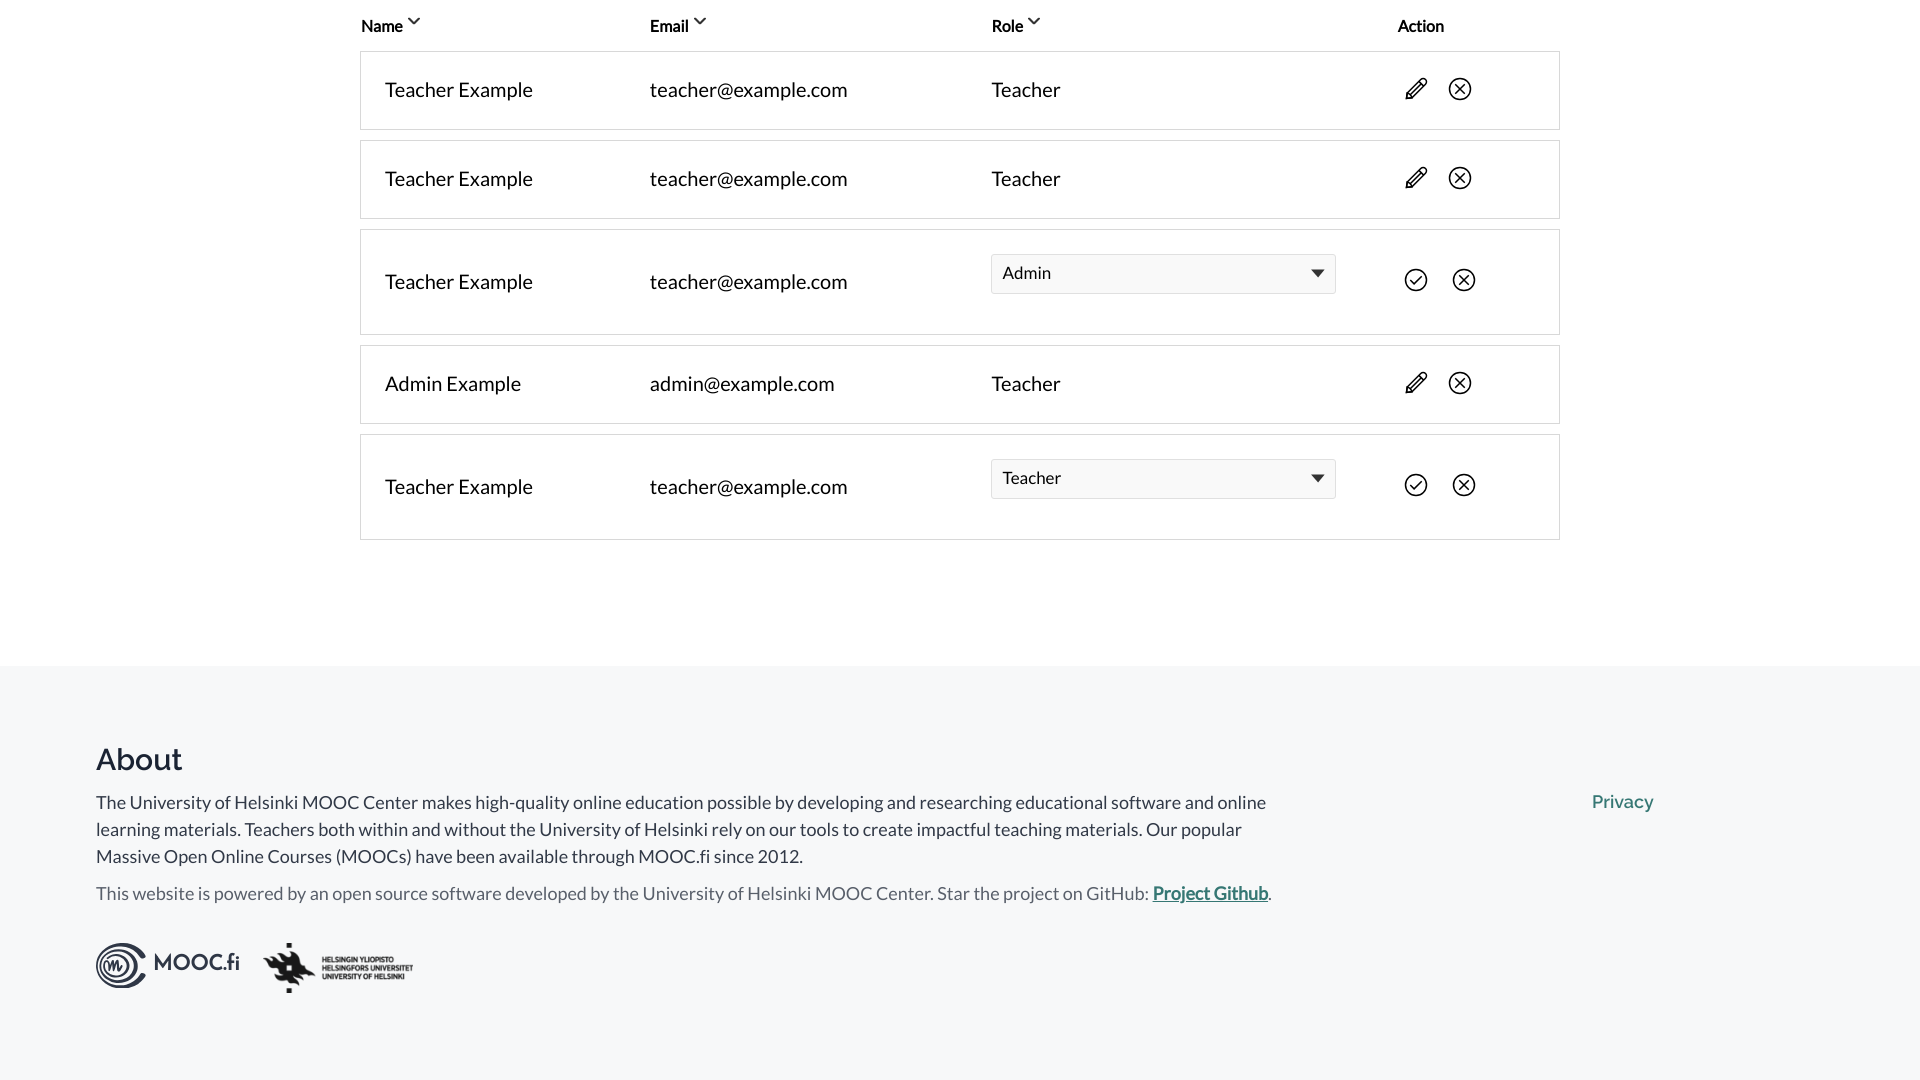 Name Email Role Action
Teacher Example teacher@example.com Teacher
Teacher Example teacher@example.com Teacher
Teacher Example teacher@example.com Admin
Admin Example admin@example.com Teacher
Teacher Example teacher@example.com Teacher
About
The University of Helsinki MOOC Center makes high-quality online education possible by developing and researching educational software and online
learning materials. Teachers both within and without the University of Helsinki rely on our tools to create impactful teaching materials. Our popular
Massive Open Online Courses (MOOCs) have been available through MOOC.fi since 2012.
Privacy
This website is powered by an open source software developed by the University of Helsinki MOOC Center. Star the project on GitHub: Project Github.
MOOC.fi
HELSINGIN YLIOPISTO
HELSINGFORS UNIVERSITET
UNIVERSITY OF HELSINKI